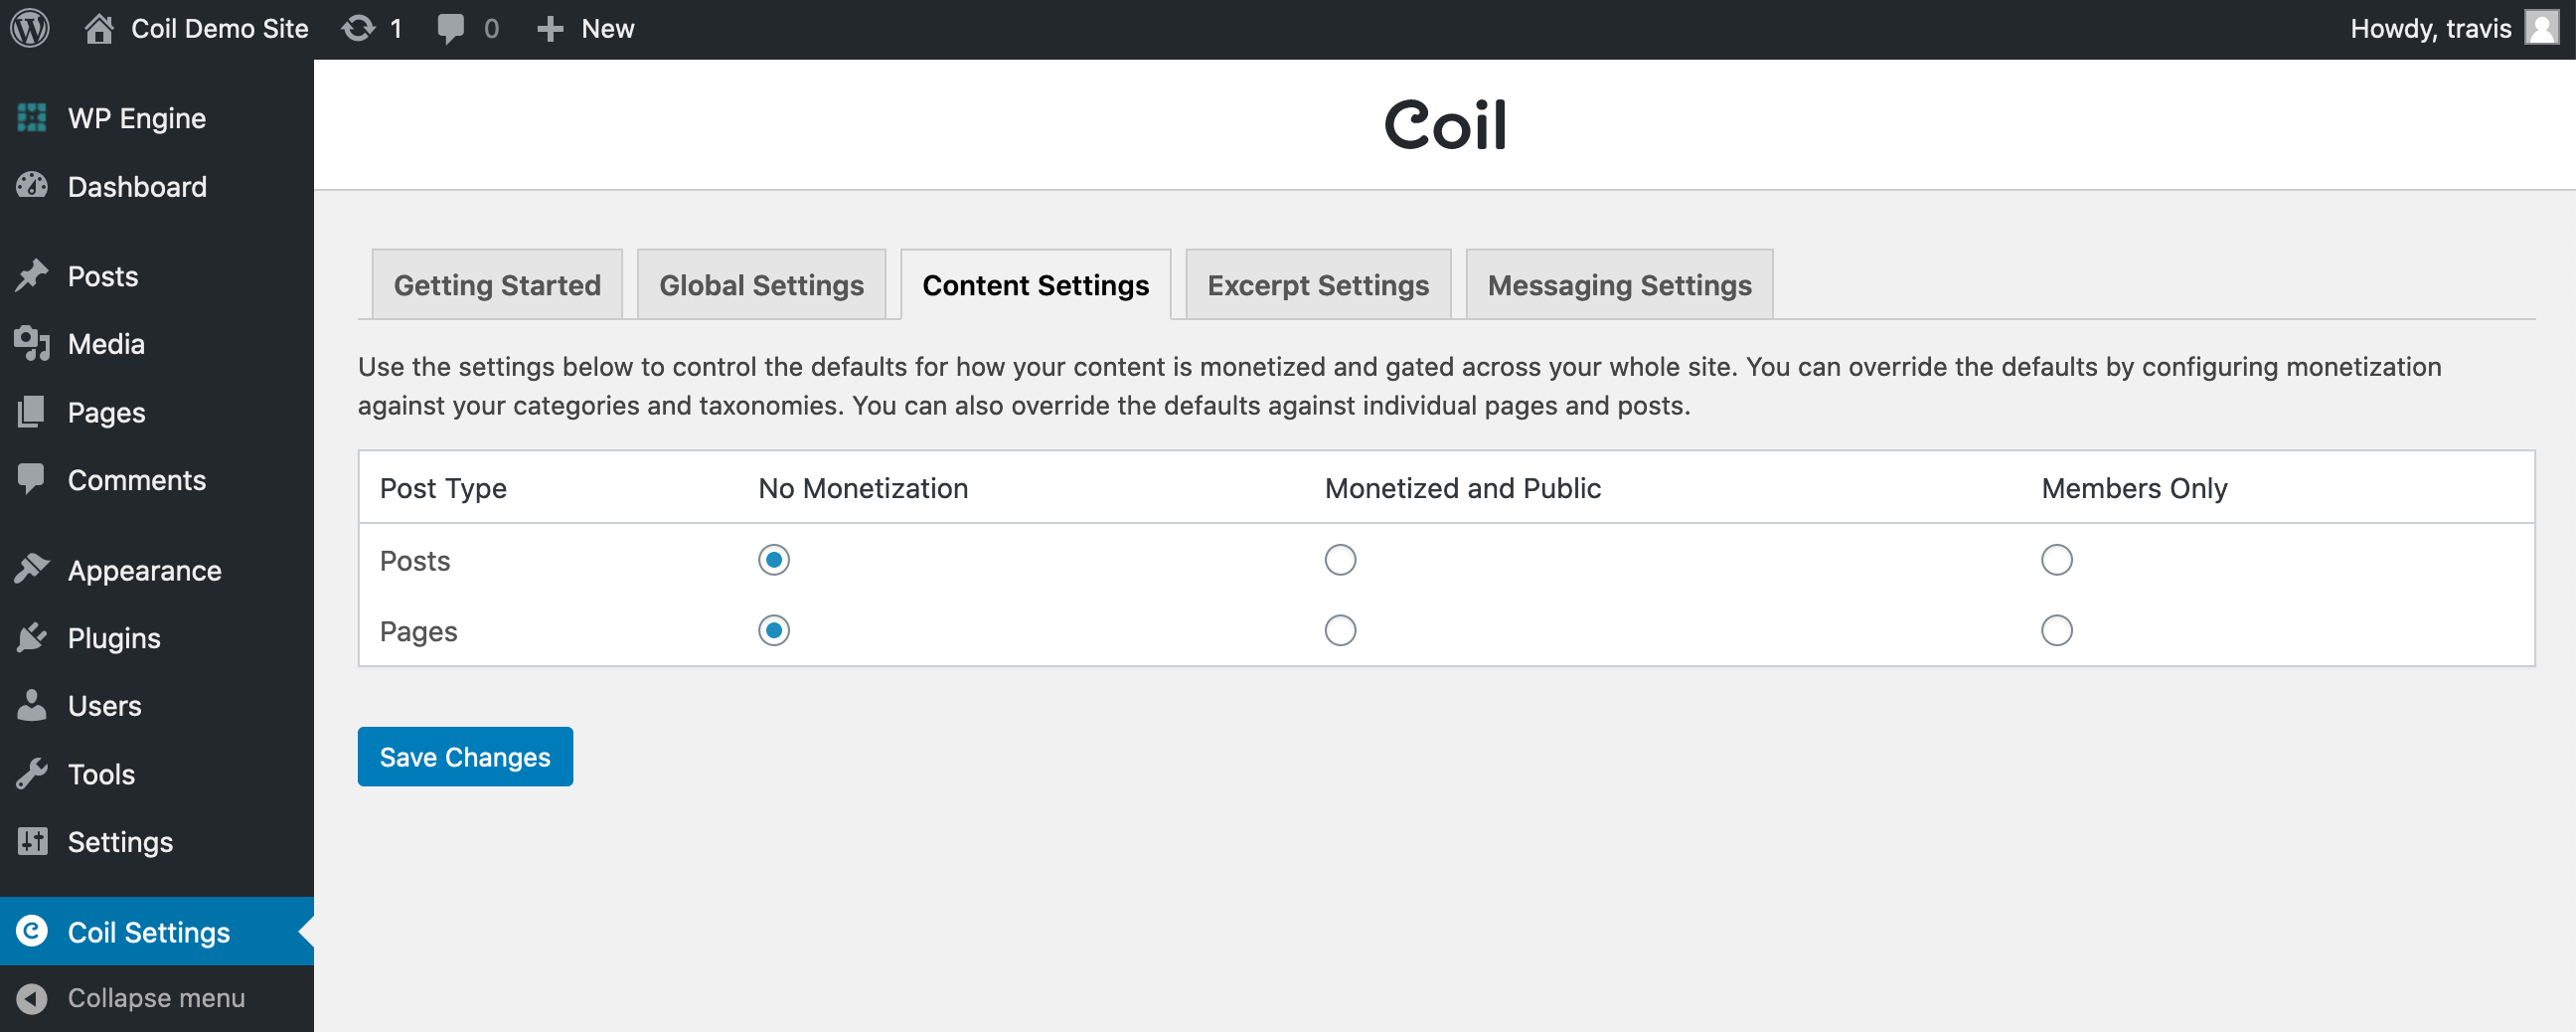 Coil Demo Site 1 0 New Howdy, travis
WP Engine
Dashboard
Posts
Media
Pages
Comments
Appearance
Plugins
Users
Tools
Settings
Coil Settings
Collapse menu
Coil
Getting Started Global Settings Content Settings Excerpt Settings Messaging Settings
Use the settings below to control the defaults for how your content is monetized and gated across your whole site. You can override the defaults by configuring monetization
against your categories and taxonomies. You can also override the defaults against individual pages and posts.
Post Type No Monetization Monetized and Public Members Only
Posts
Pages
Save Changes